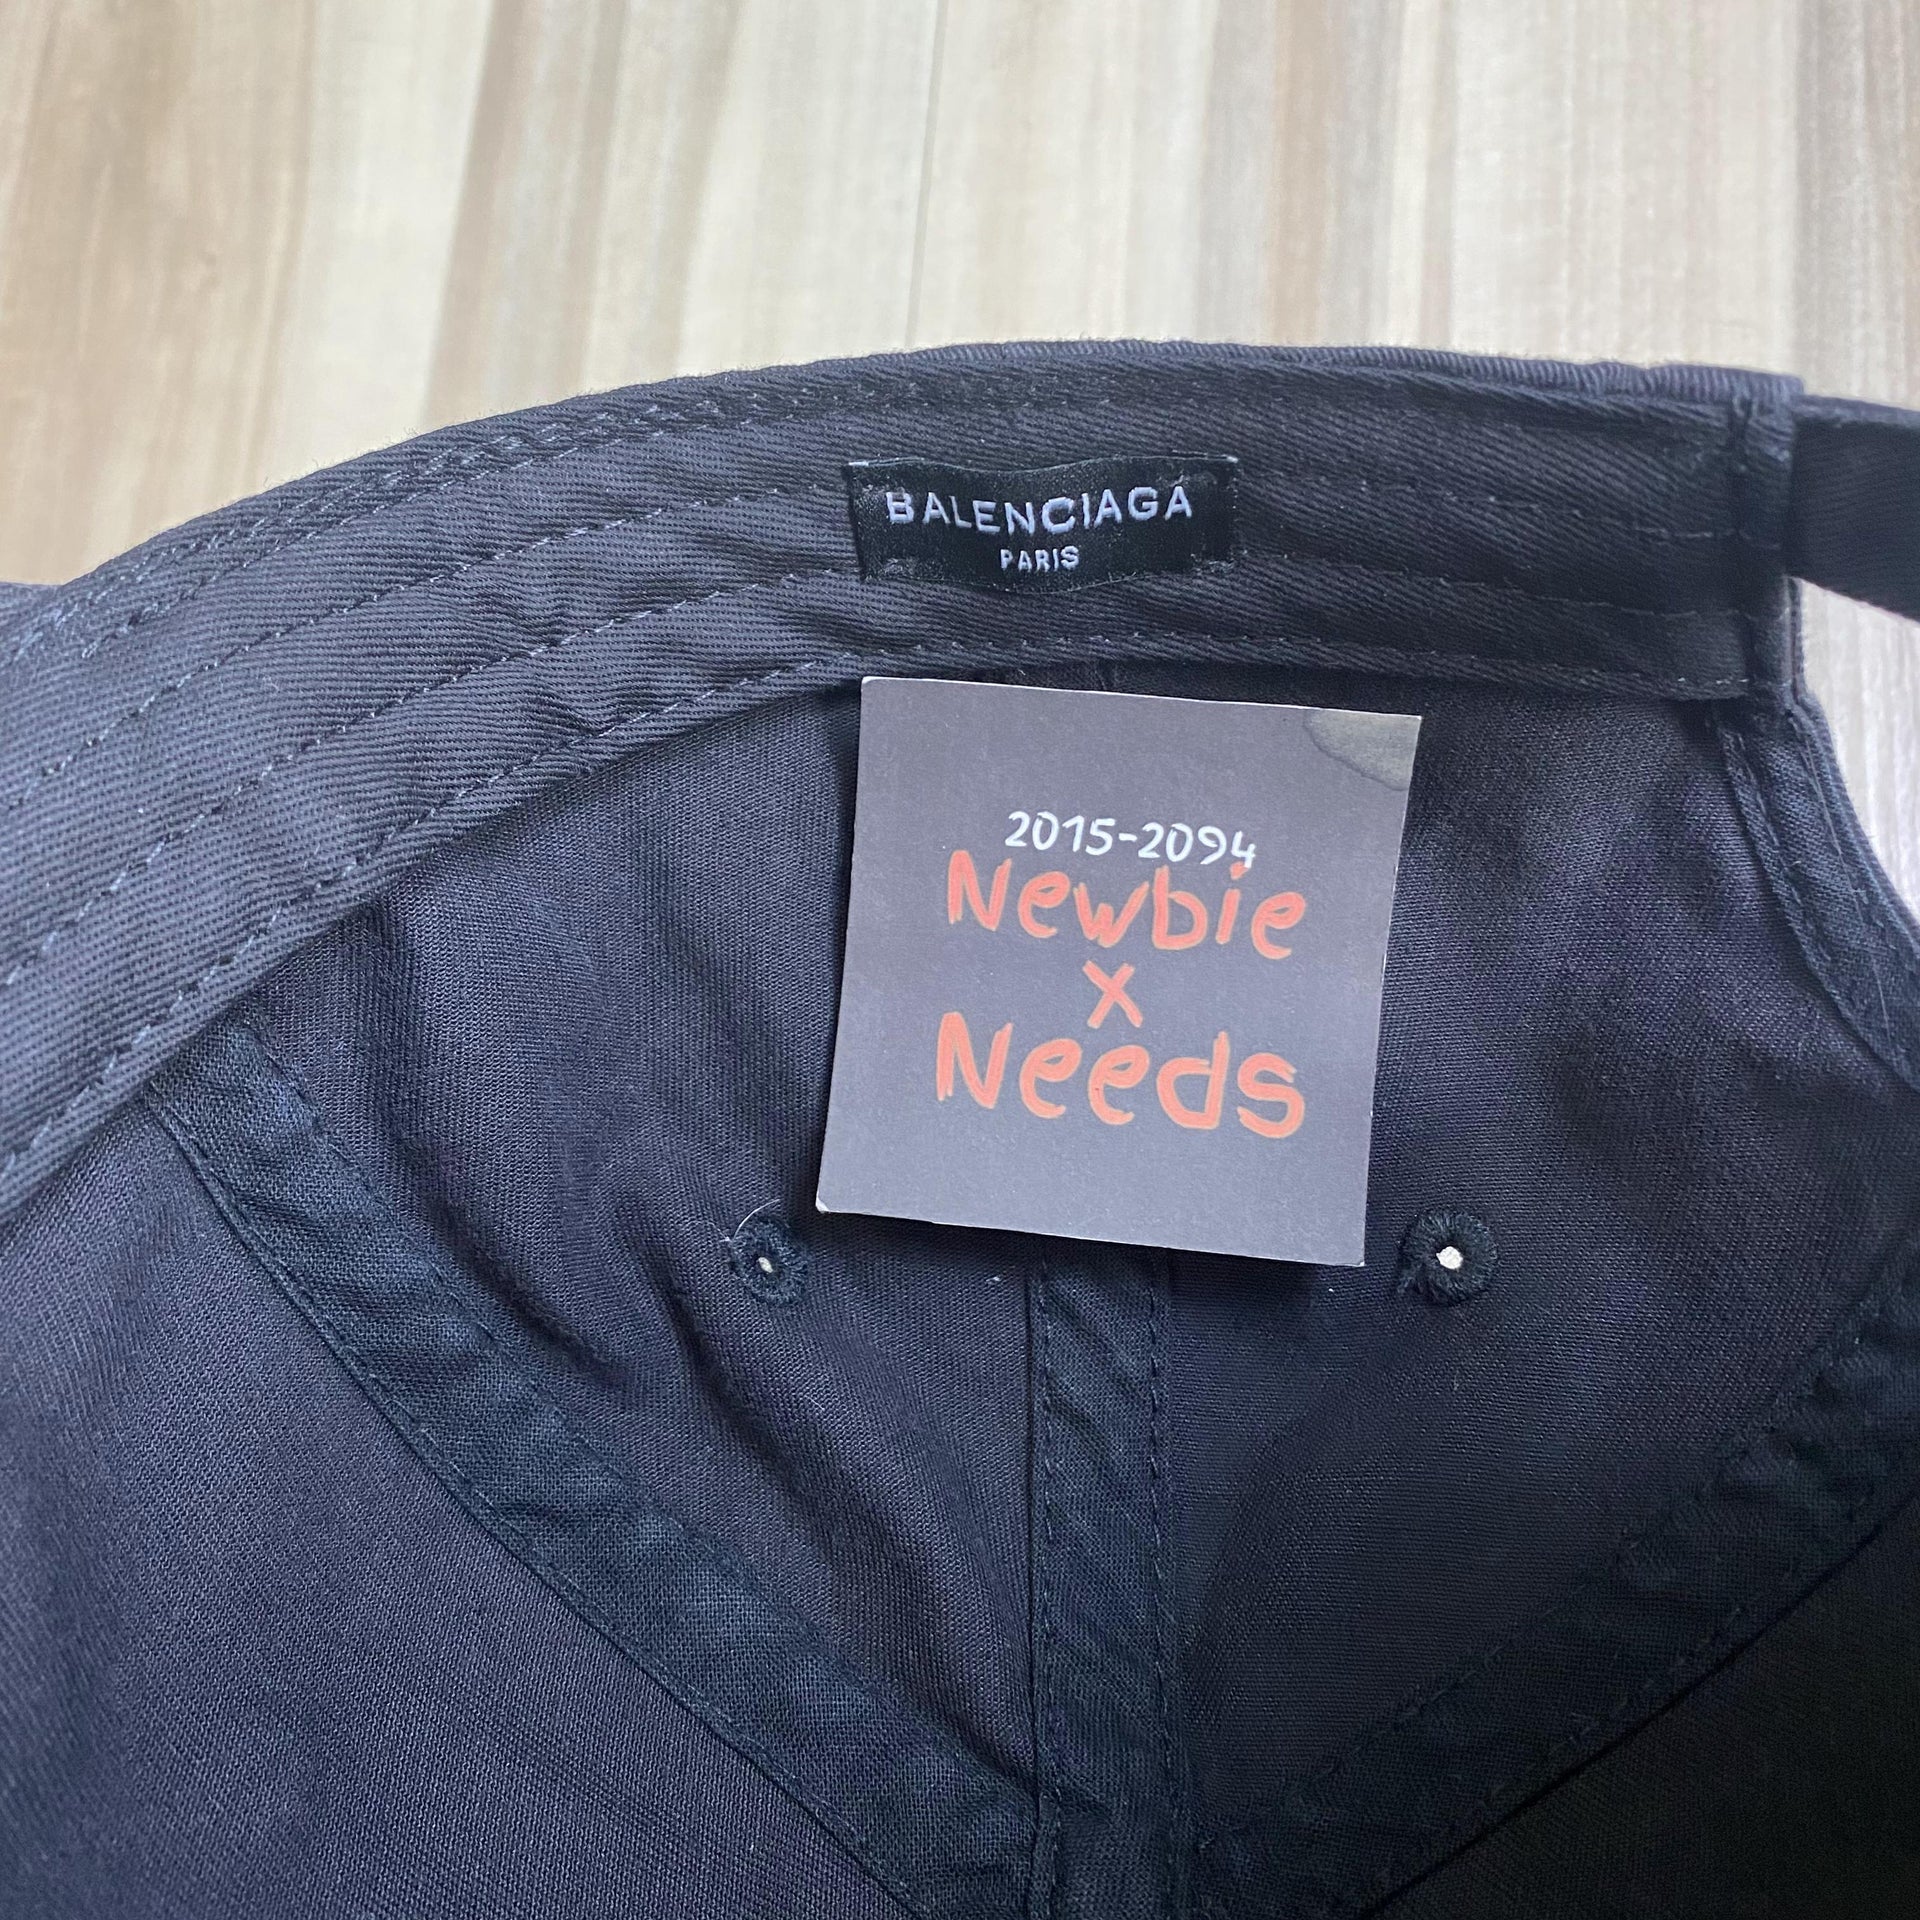 BALENCIAGA
PARIS
2015-2094
Newbie
x
Needs